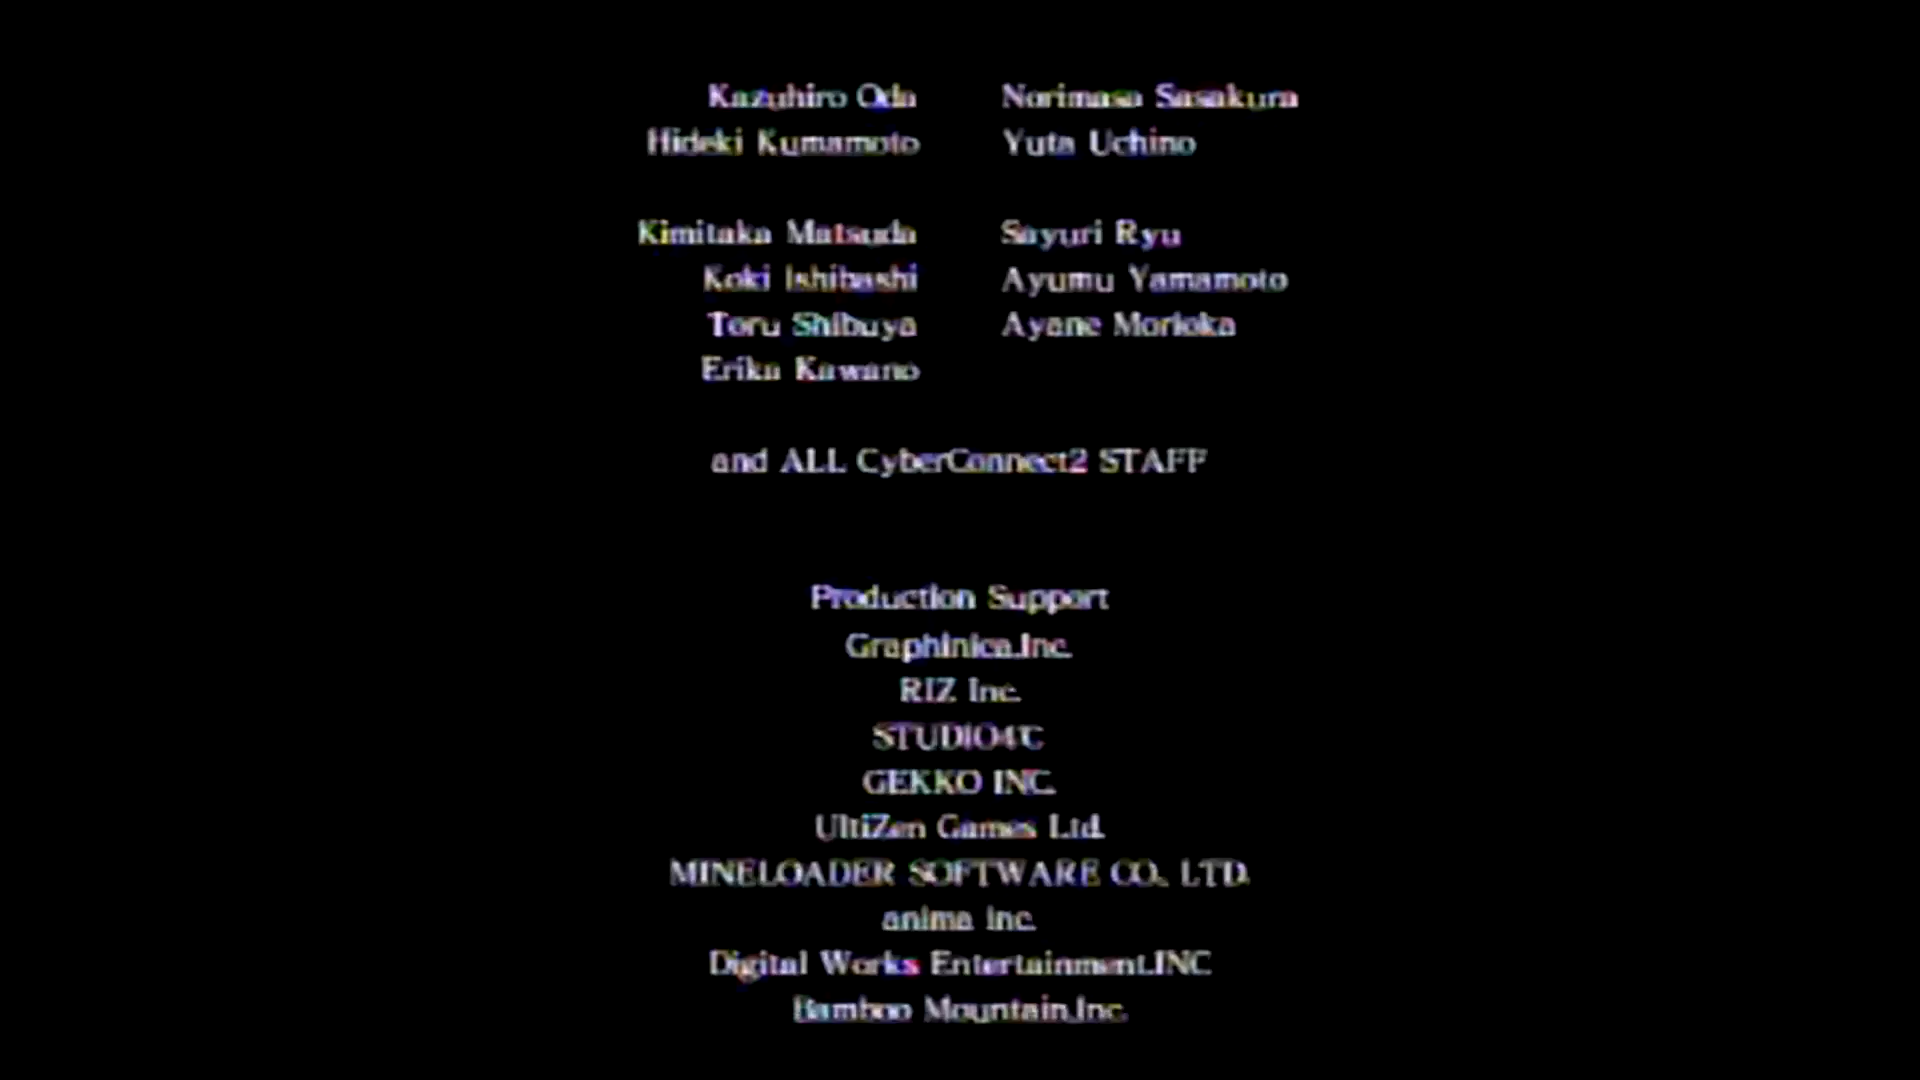 Kazuhiro Oda Norimasa Sasakura
Hideki Kumamoto Yuta Uchino
Kimitaka Matsuda Sayuri Ryu
Koki Ishibashi Ayumu Yamamoto
Toru Shibuya Ayane Morioka
Erika Kawano
and ALL CyberConnect2 STAFF
Production Support
Graphinica.Inc.
RIZ Inc.
STUDIO4℃
GEKKO INC.
UltiZen Games Ltd.
MINELOADER SOFTWARE CO., LTD.
anima inc.
Digital Works Entertainment.INC
Bamboo Mountain,Inc.